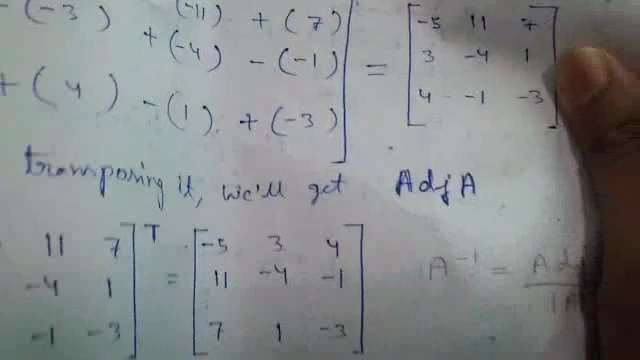 -(-3) (-11) +(7) -5 11 7
+(-4) -(-1) = 3 -4 1
+(4) -(1) +(-3) 4 -1 -3
transposing it, we'll get Adj A
11 7 T -5 3 4
-4 1 = 11 -4 -1 A⁻¹ =
-1 -3 7 1 -3